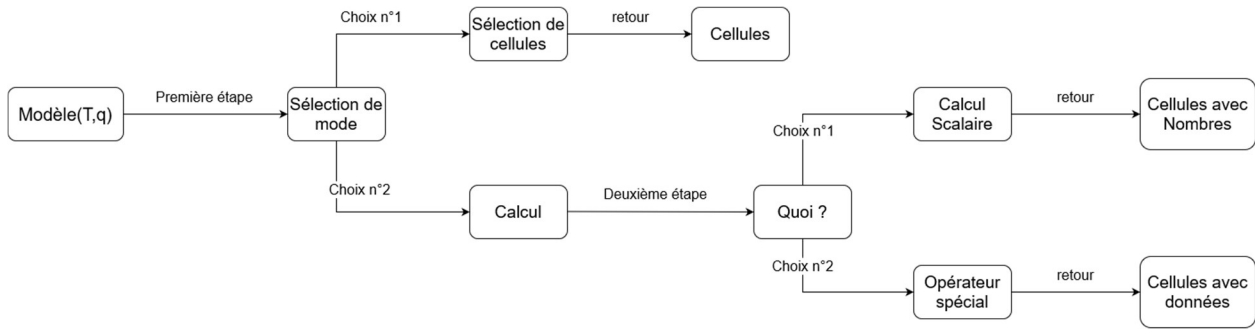 Choix n°1
Sélection de
cellules
retour
Cellules
Modèle(T,q)
Première étape
Sélection de
mode
Choix n°2
Calcul
Deuxième étape
Quoi ?
Choix n°1
Calcul
Scalaire
retour
Cellules avec
Nombres
Choix n°2
Opérateur
spécial
retour
Cellules avec
données